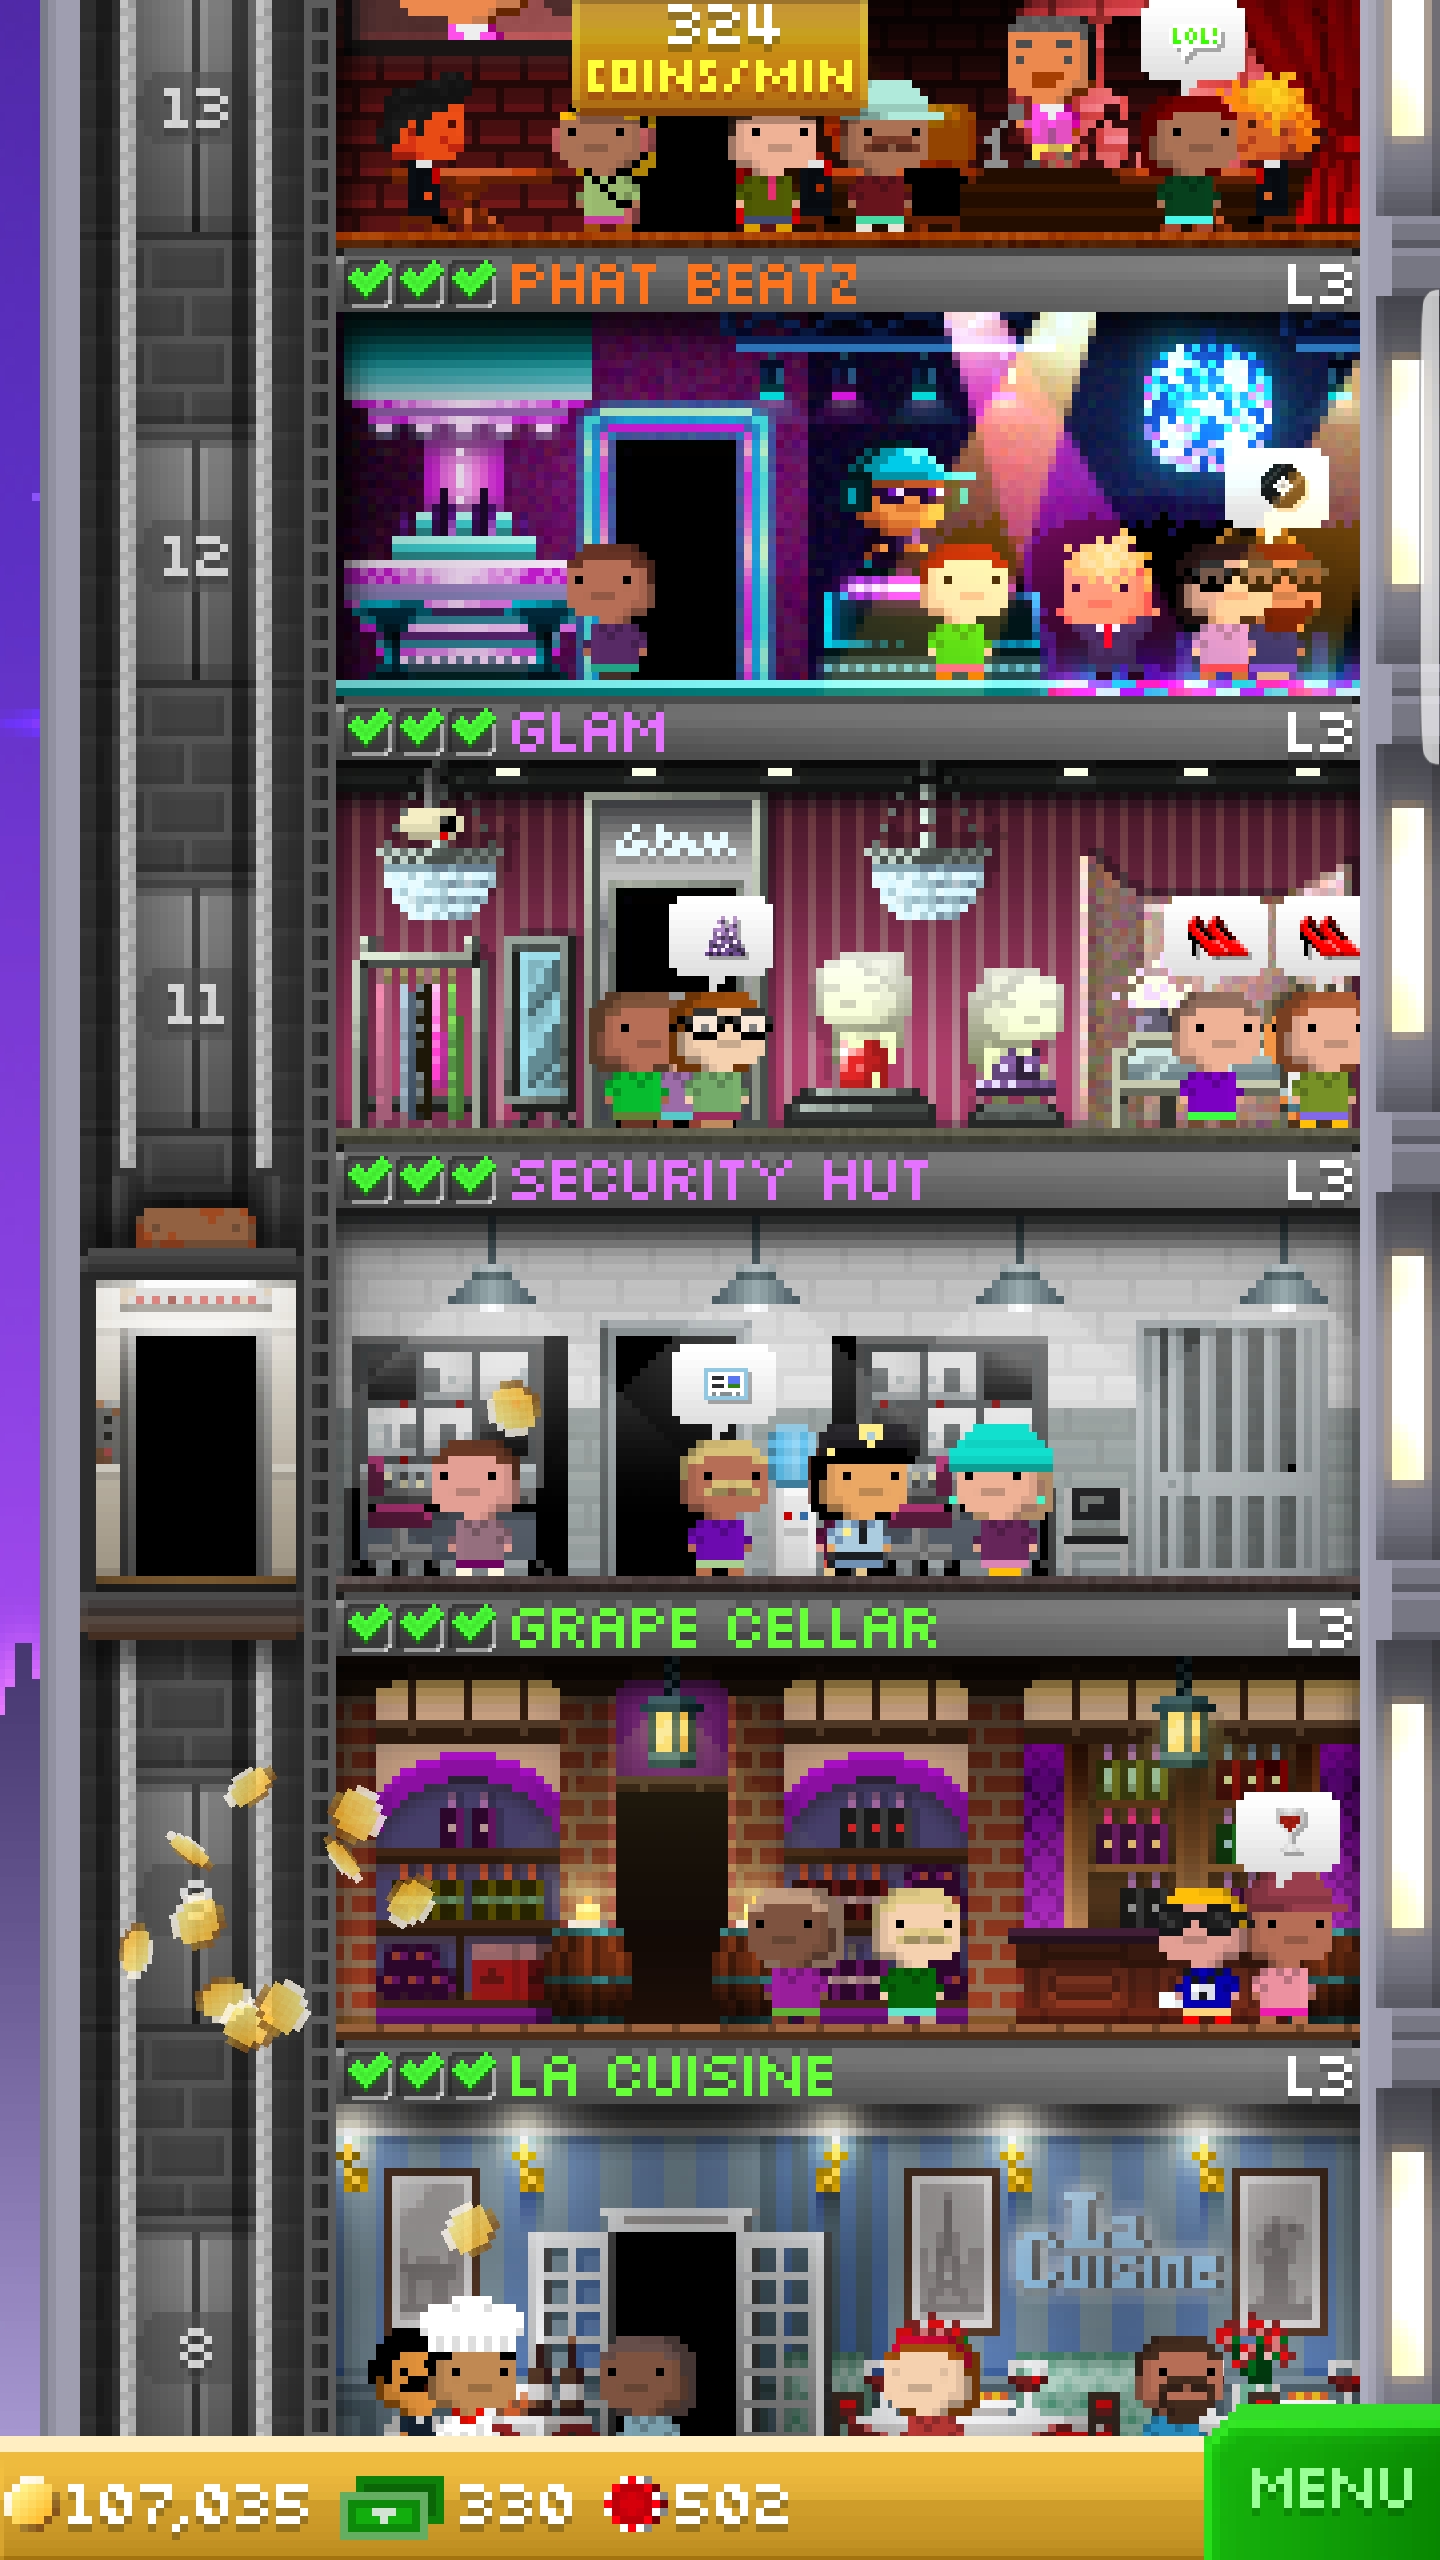 324
COINS/MIN
LOL!
13
PHAT BEATZ
L3
12
GLAM
L3
Glam
11
SECURITY HUT
L3
GRAPE CELLAR
L3
LA CUISINE
L3
La
Cuisine
8
107,035 330 502
MENU